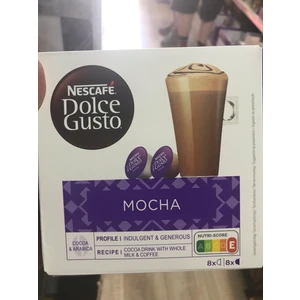 NESCAFÉ
DOLCE
GUSTO
MOCHA
COCOA
& ARABICA
PROFILE | INDULGENT & GENEROUS
RECIPE | COCOA DRINK WITH WHOLE
MILK & COFFEE
NUTRI-SCORE
A B C D E
8x 8x